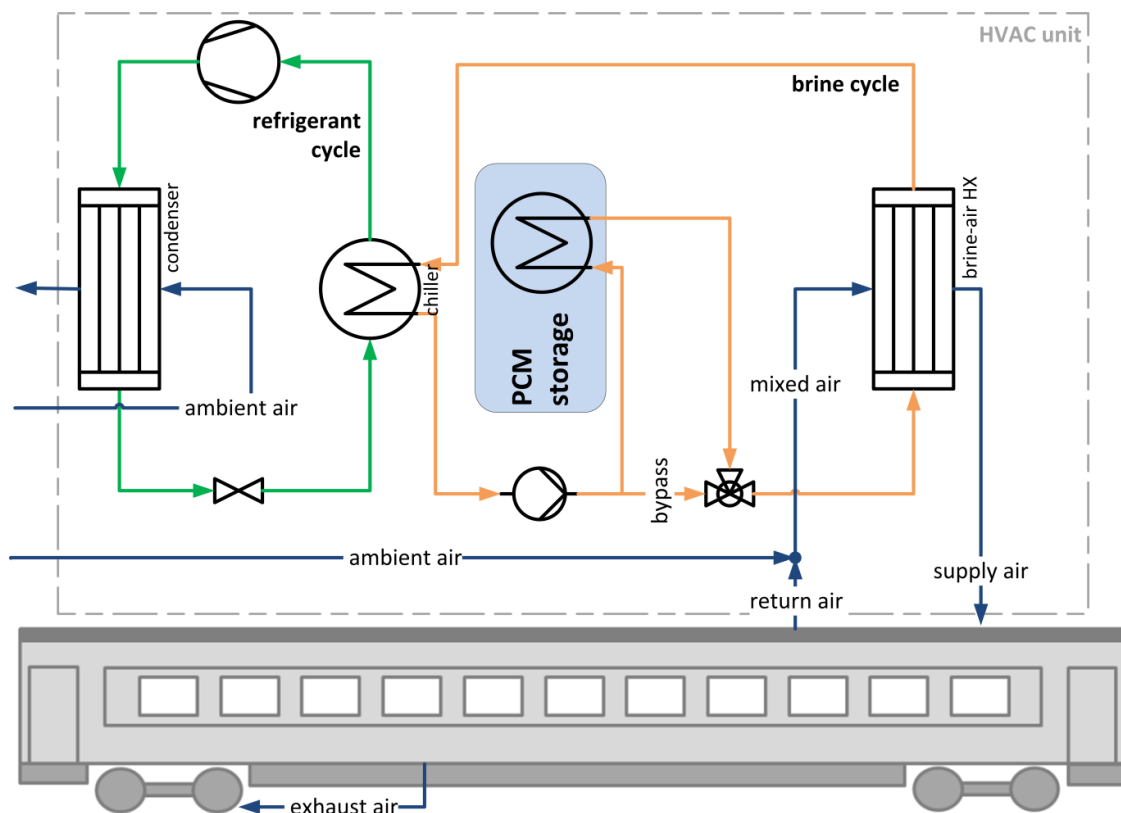 HVAC unit
brine cycle
refrigerant
cycle
condenser
chiller
PCM
storage
brine-air HX
mixed air
ambient air
bypass
ambient air
supply air
return air
exhaust air